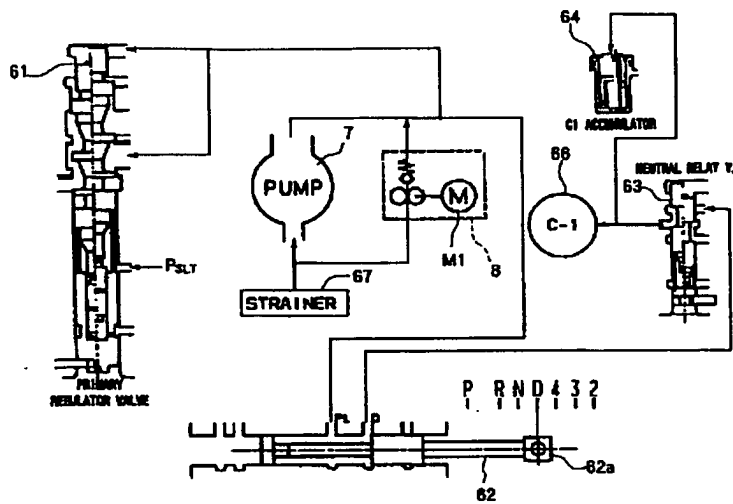 64
61
C1 ACCUMULATOR
7
66
NEUTRAL RELAY V.
63
PUMP
M
C-1
M1
8
PSLT
67
STRAINER
P R N D 4 3 2
PRIMARY
REGULATOR VALVE
PL
D
62a
62